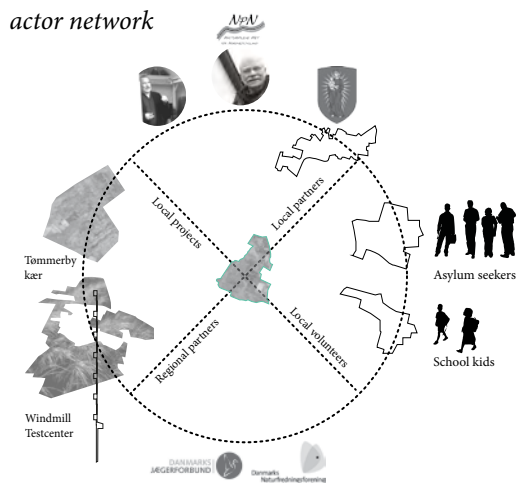 actor network
NPN
Local projects
Local partners
Tømmerby
kær
Asylum seekers
Regional partners
Local volunteers
School kids
Windmill
Testcenter
DANMARKS
JÆGERFORBUND
Danmarks
Naturfredningsforening